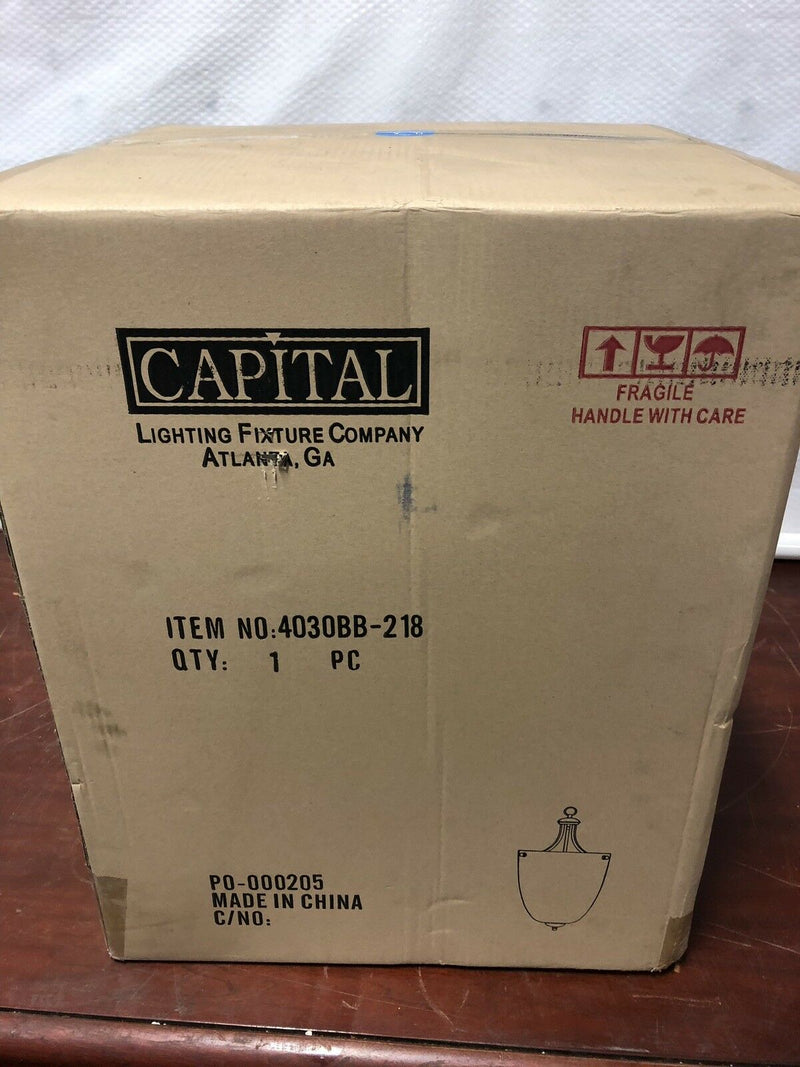 CAPITAL
LIGHTING FIXTURE COMPANY
ATLANTA, GA
FRAGILE
HANDLE WITH CARE
ITEM NO:4030BB-218
QTY: 1 PC
PO-000205
MADE IN CHINA
C/NO: